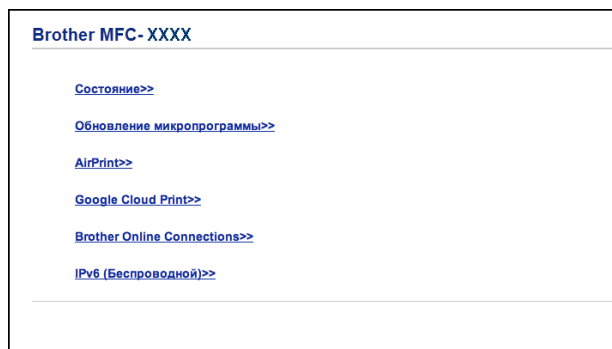 Brother MFC- XXXX
Состояние>>
Обновление микропрограммы>>
AirPrint>>
Google Cloud Print>>
Brother Online Connections>>
IPv6 (Беспроводной)>>